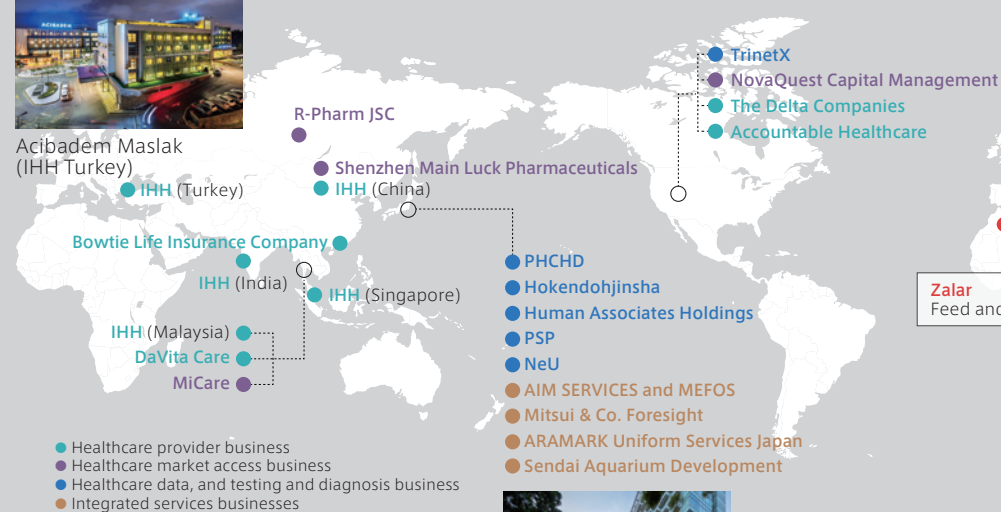 ACIBADEM
Acibadem Maslak
(IHH Turkey)
R-Pharm JSC
Shenzhen Main Luck Pharmaceuticals
IHH (Turkey)
IHH (China)
Bowtie Life Insurance Company
IHH (India)
IHH (Singapore)
IHH (Malaysia)
DaVita Care
MiCare
TrinetX
NovaQuest Capital Management
The Delta Companies
Accountable Healthcare
PHCHD
Hokendohjinsha
Human Associates Holdings
PSP
NeU
AIM SERVICES and MEFOS
Mitsui & Co. Foresight
ARAMARK Uniform Services Japan
Sendai Aquarium Development
Zalar
Feed and
Healthcare provider business
Healthcare market access business
Healthcare data, and testing and diagnosis business
Integrated services businesses